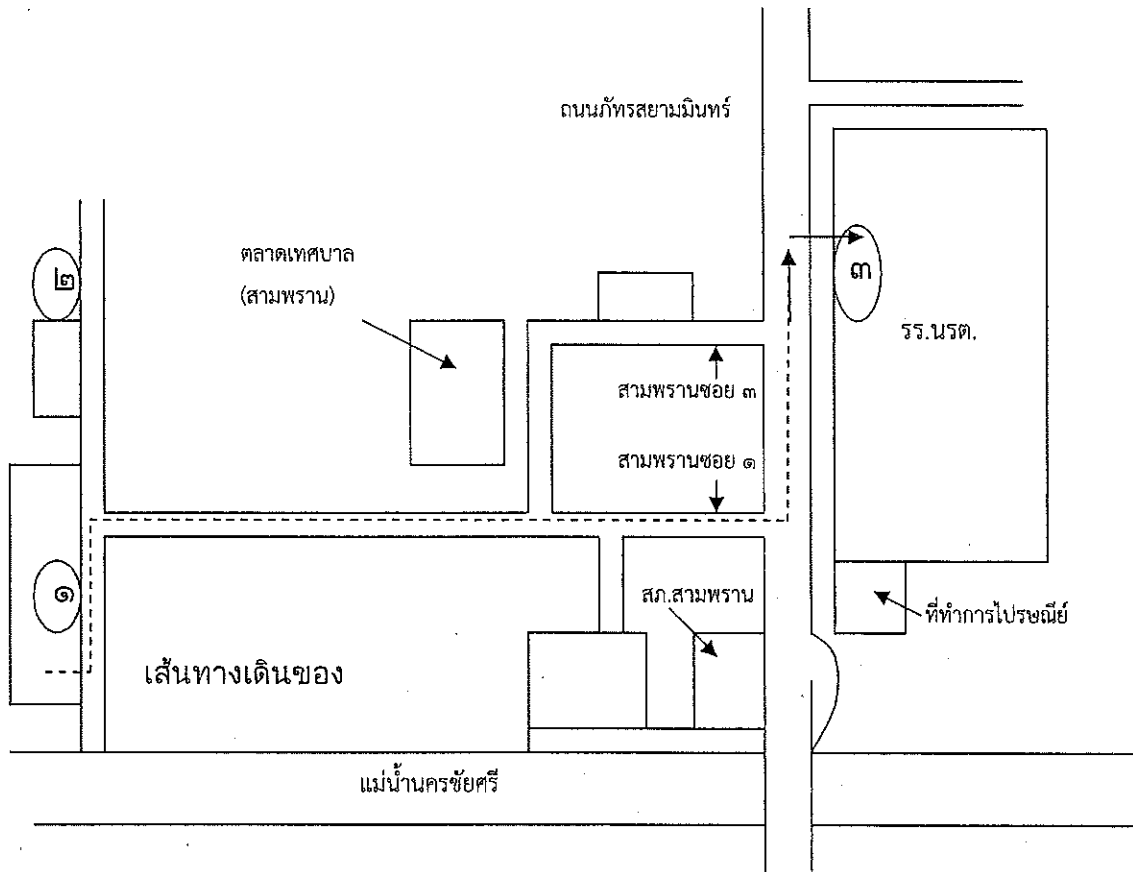 ถนนภัทรสยามมินทร์
ตลาดเทศบาล
(สามพราน)
๒
๓
รร.นรต.
สามพรานซอย ๓
สามพรานซอย ๑
๑
สภ.สามพราน
ที่ทำการไปรษณีย์
เส้นทางเดินของ
แม่น้ำนครชัยศรี